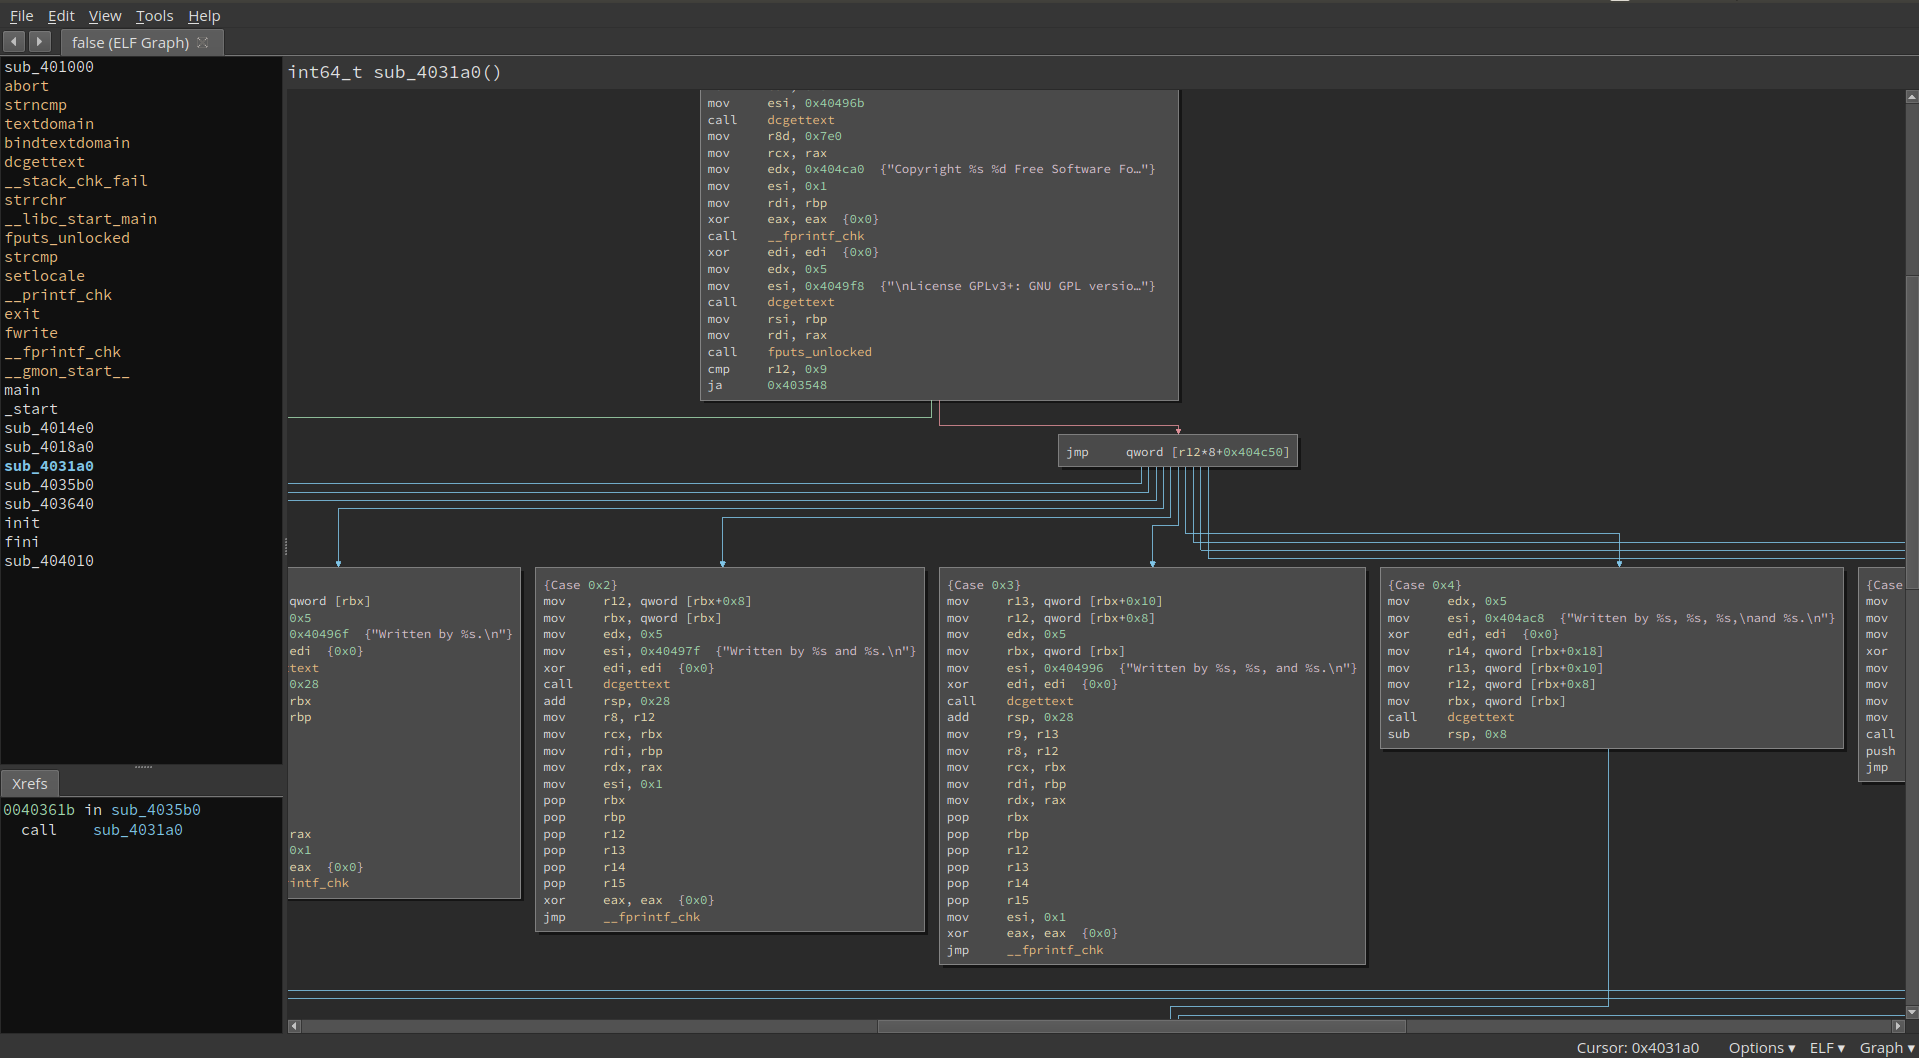 File Edit View Tools Help
false (ELF Graph)
sub_401000
abort
strncmp
textdomain
bindtextdomain
dcgettext
__stack_chk_fail
strrchr
__libc_start_main
fputs_unlocked
strcmp
setlocale
__printf_chk
exit
fwrite
__fprintf_chk
__gmon_start__
main
_start
sub_4014e0
sub_4018a0
sub_4031a0
sub_4035b0
sub_403640
init
fini
sub_404010
Xrefs
0040361b in sub_4035b0
call sub_4031a0
int64_t sub_4031a0()
mov esi, 0x40496b
call dcgettext
mov r8d, 0x7e0
mov rcx, rax
mov edx, 0x404ca0 {"Copyright %s %d Free Software Fo…"}
mov esi, 0x1
mov rdi, rbp
xor eax, eax {0x0}
call __fprintf_chk
xor edi, edi {0x0}
mov edx, 0x5
mov esi, 0x4049f8 {"\nLicense GPLv3+: GNU GPL versio…"}
call dcgettext
mov rsi, rbp
mov rdi, rax
call fputs_unlocked
cmp r12, 0x9
ja 0x403548
jmp qword [r12*8+0x404c50]
qword [rbx]
0x5
0x40496f {"Written by %s.\n"}
edi {0x0}
text
0x28
rbx
rbp
rax
0x1
eax {0x0}
intf_chk
{Case 0x2}
mov r12, qword [rbx+0x8]
mov rbx, qword [rbx]
mov edx, 0x5
mov esi, 0x40497f {"Written by %s and %s.\n"}
xor edi, edi {0x0}
call dcgettext
add rsp, 0x28
mov r8, r12
mov rcx, rbx
mov rdi, rbp
mov rdx, rax
mov esi, 0x1
pop rbx
pop rbp
pop r12
pop r13
pop r14
pop r15
xor eax, eax {0x0}
jmp __fprintf_chk
{Case 0x3}
mov r13, qword [rbx+0x10]
mov r12, qword [rbx+0x8]
mov edx, 0x5
mov rbx, qword [rbx]
mov esi, 0x404996 {"Written by %s, %s, and %s.\n"}
xor edi, edi {0x0}
call dcgettext
add rsp, 0x28
mov r9, r13
mov r8, r12
mov rcx, rbx
mov rdi, rbp
mov rdx, rax
pop rbx
pop rbp
pop r12
pop r13
pop r14
pop r15
mov esi, 0x1
xor eax, eax {0x0}
jmp __fprintf_chk
{Case 0x4}
mov edx, 0x5
mov esi, 0x404ac8 {"Written by %s, %s, %s,\nand %s.\n"}
xor edi, edi {0x0}
mov r14, qword [rbx+0x18]
mov r13, qword [rbx+0x10]
mov r12, qword [rbx+0x8]
mov rbx, qword [rbx]
call dcgettext
sub rsp, 0x8
{Case
mov
mov
mov
xor
mov
mov
mov
mov
call
push
jmp
Cursor: 0x4031a0 Options ▾ ELF ▾ Graph ▾